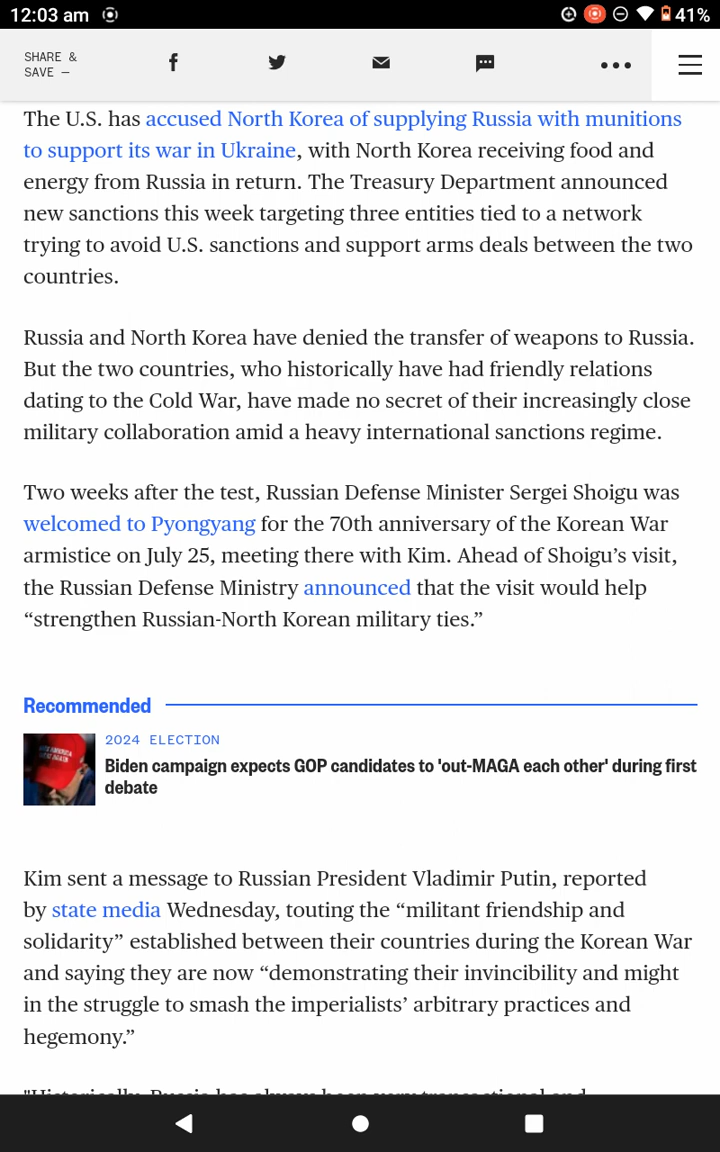 12:03 am
41%
SHARE &
SAVE —
The U.S. has accused North Korea of supplying Russia with munitions
to support its war in Ukraine, with North Korea receiving food and
energy from Russia in return. The Treasury Department announced
new sanctions this week targeting three entities tied to a network
trying to avoid U.S. sanctions and support arms deals between the two
countries.
Russia and North Korea have denied the transfer of weapons to Russia.
But the two countries, who historically have had friendly relations
dating to the Cold War, have made no secret of their increasingly close
military collaboration amid a heavy international sanctions regime.
Two weeks after the test, Russian Defense Minister Sergei Shoigu was
welcomed to Pyongyang for the 70th anniversary of the Korean War
armistice on July 25, meeting there with Kim. Ahead of Shoigu’s visit,
the Russian Defense Ministry announced that the visit would help
“strengthen Russian-North Korean military ties.”
Recommended
2024 ELECTION
Biden campaign expects GOP candidates to 'out-MAGA each other' during first
debate
Kim sent a message to Russian President Vladimir Putin, reported
by state media Wednesday, touting the “militant friendship and
solidarity” established between their countries during the Korean War
and saying they are now “demonstrating their invincibility and might
in the struggle to smash the imperialists’ arbitrary practices and
hegemony.”
"Historically, Russia has always been very transactional and